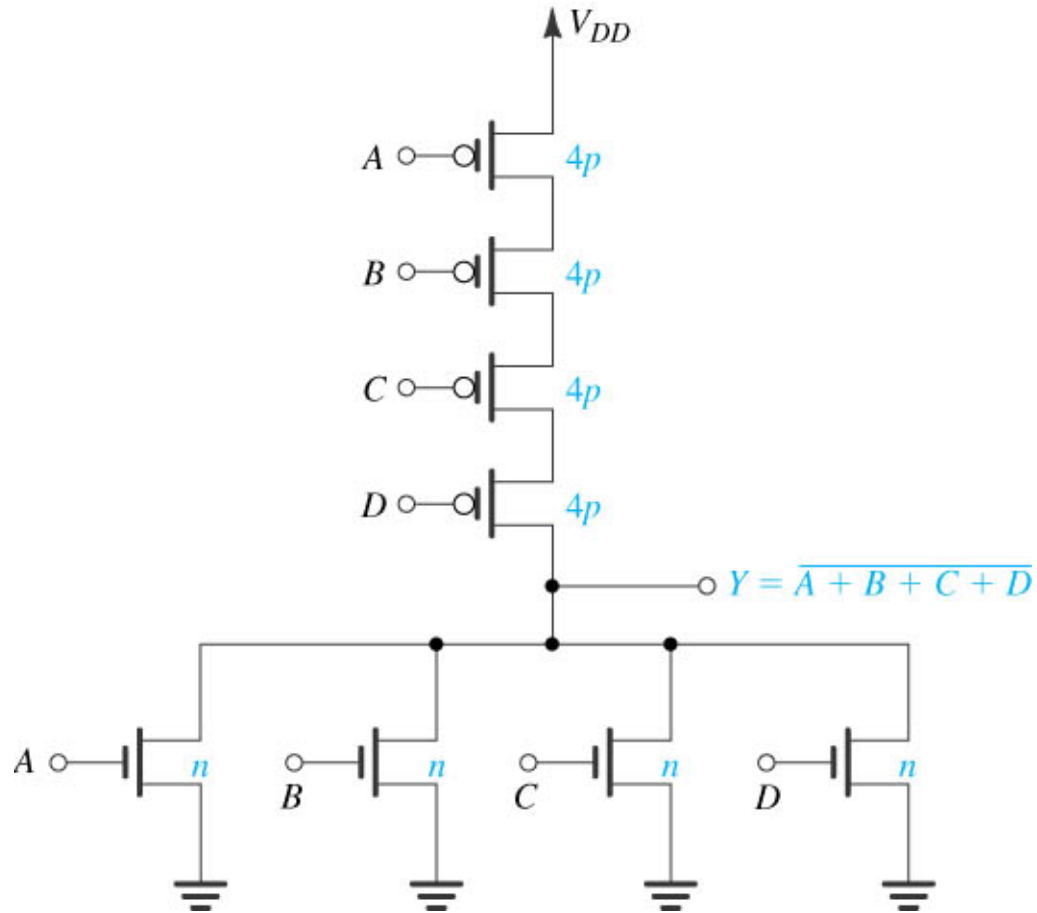 V_DD
A 4p
B 4p
C 4p
D 4p
Y = \overline{A + B + C + D}
A n
B n
C n
D n